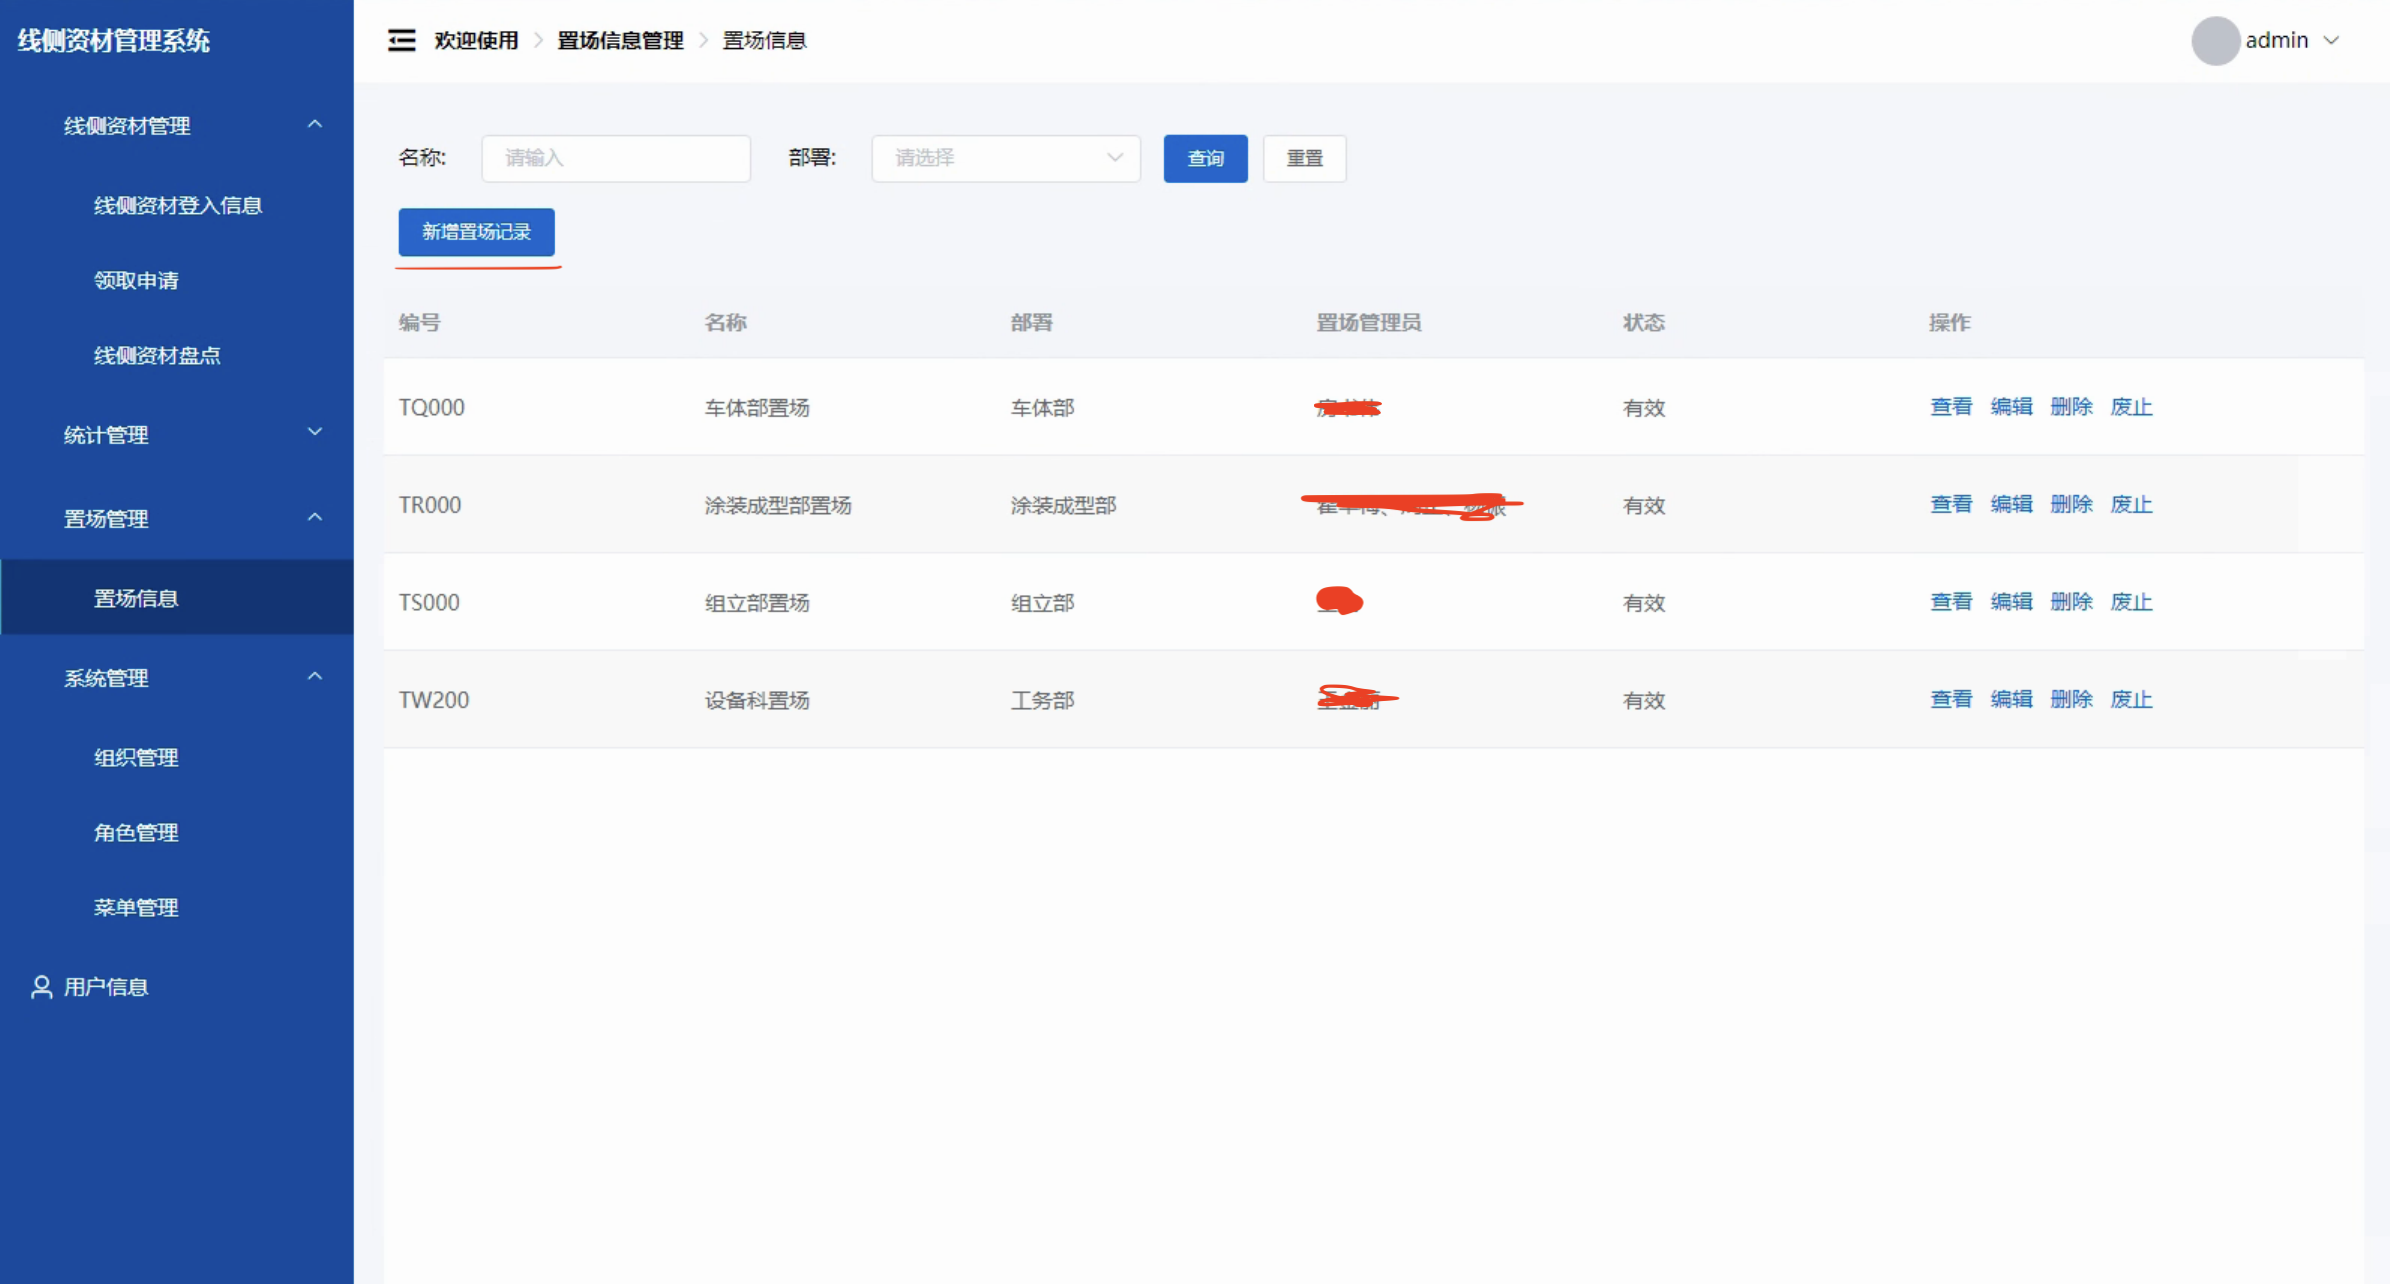 线侧资材管理系统
欢迎使用 > 置场信息管理 > 置场信息
admin
线侧资材管理
线侧资材登入信息
领取申请
线侧资材盘点
统计管理
置场管理
置场信息
系统管理
组织管理
角色管理
菜单管理
用户信息
名称: 请输入 部署: 请选择 查询 重置
新增置场记录
编号 名称 部署 置场管理员 状态 操作
TQ000 车体部置场 车体部 有效 查看 编辑 删除 废止
TR000 涂装成型部置场 涂装成型部 有效 查看 编辑 删除 废止
TS000 组立部置场 组立部 有效 查看 编辑 删除 废止
TW200 设备科置场 工务部 有效 查看 编辑 删除 废止